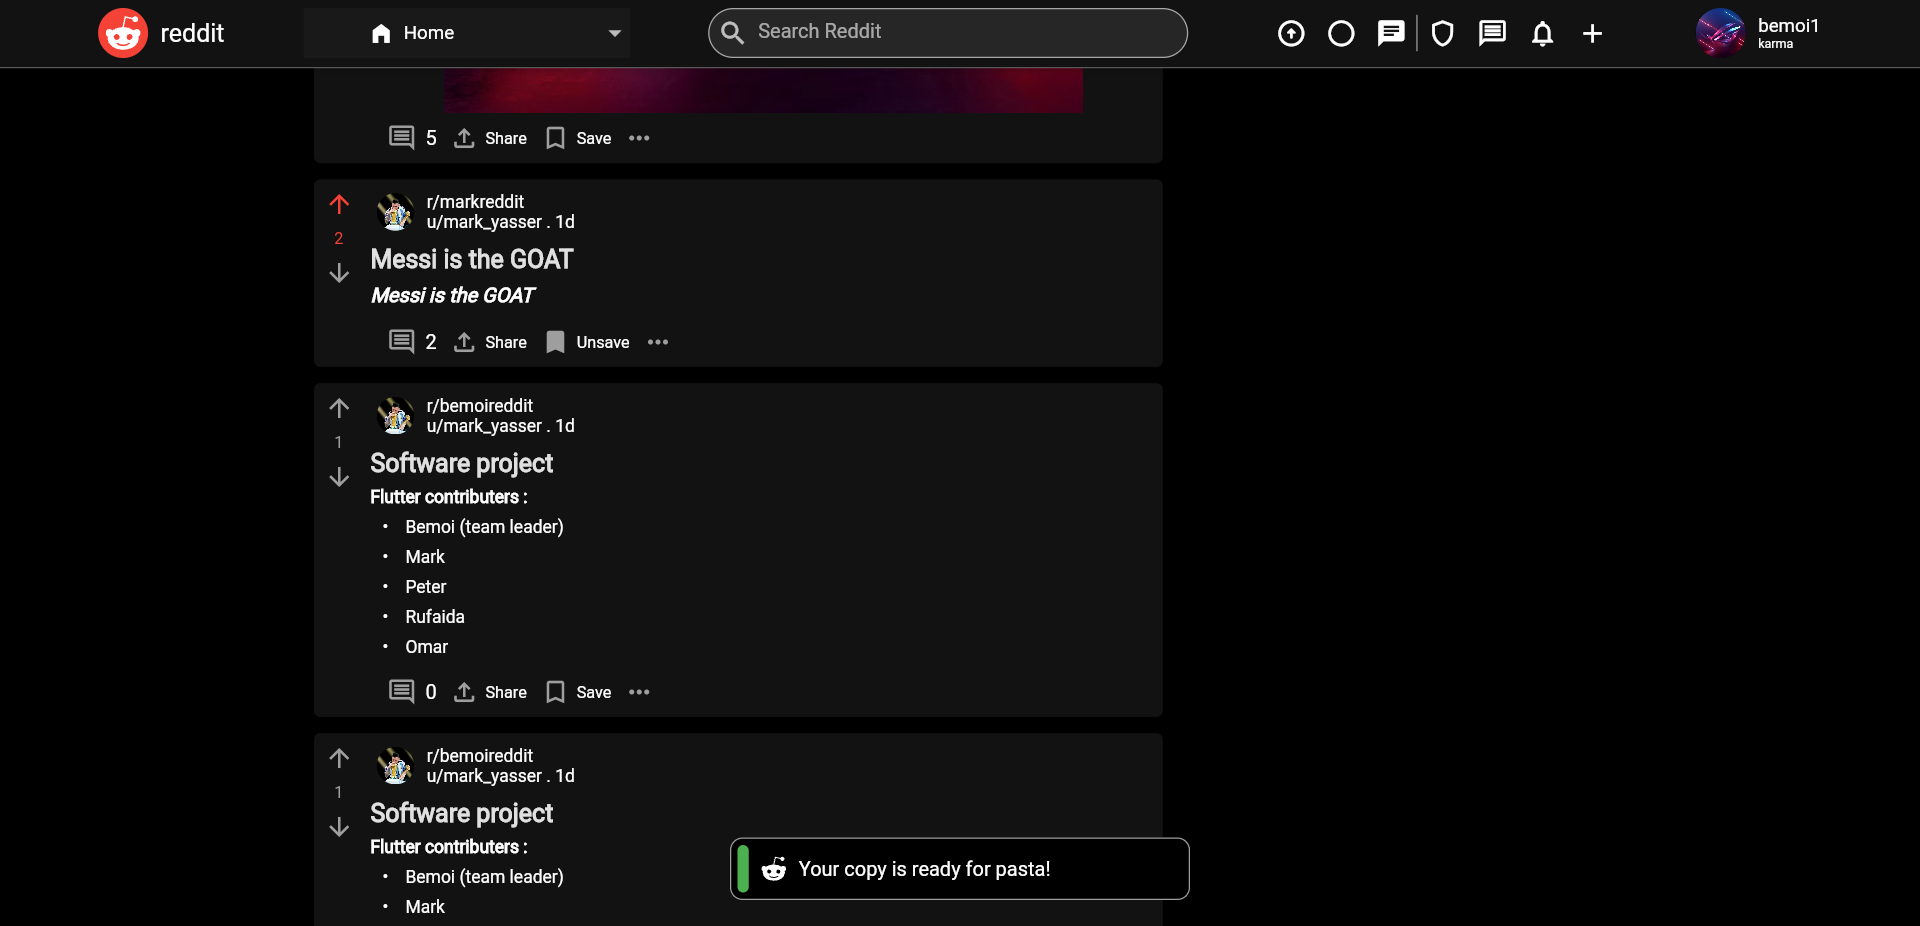 reddit
Home
Search Reddit
bemoi1
karma
5 Share Save
r/markreddit
u/mark_yasser . 1d
2
Messi is the GOAT
Messi is the GOAT
2 Share Unsave
r/bemoireddit
u/mark_yasser . 1d
1
Software project
Flutter contributers :
• Bemoi (team leader)
• Mark
• Peter
• Rufaida
• Omar
0 Share Save
r/bemoireddit
u/mark_yasser . 1d
1
Software project
Flutter contributers :
• Bemoi (team leader)
• Mark
Your copy is ready for pasta!